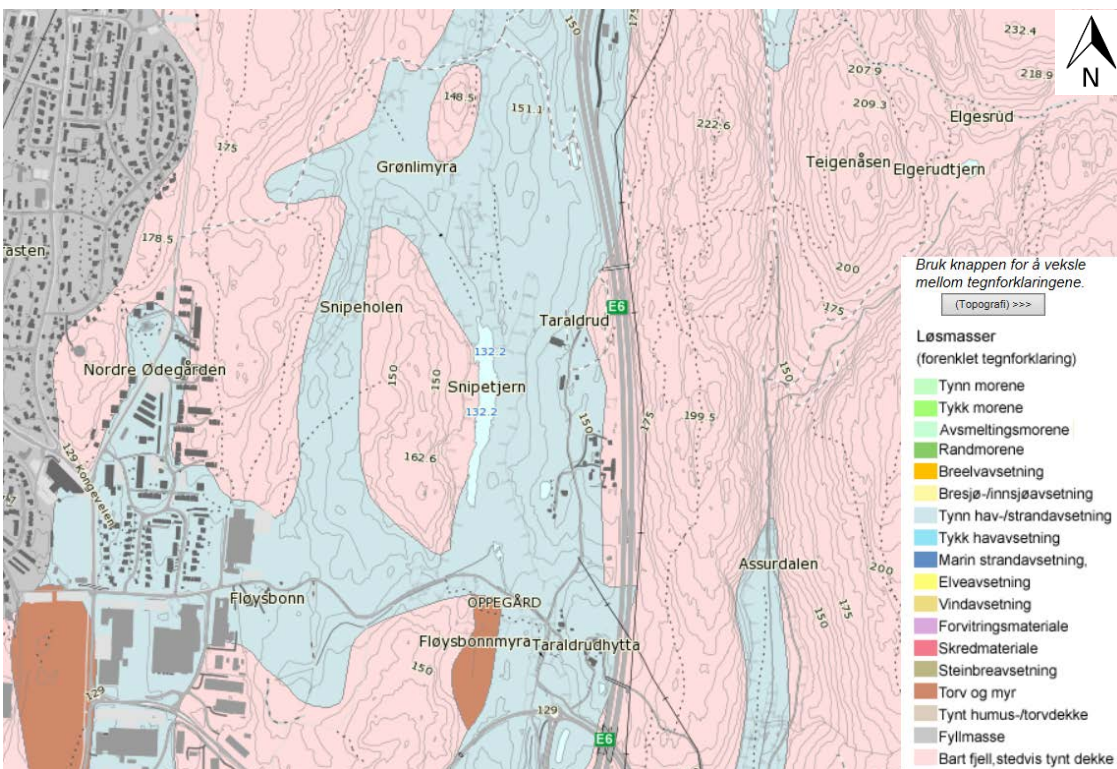 150
175
232.4
N
207.9
218.9
148.5
151.1
209.3
Elgesrud
222.6
175
Grønlimyra
Teigenåsen
Elgerudtjern
178.5
200
Bruk knappen for å veksle
mellom tegnforklaringene.
(Topografi) >>>
Snipeholen
E6
175
Taraldrud
Løsmasser
(forenklet tegnforklaring)
132.2
150
Nordre Ødegården
150
150
Snipetjern
Tynn morene
132.2
Tykk morene
150
175
199.5
Avsmeltingsmorene
129 Kongeveien
162.6
Randmorene
Breelvavsetning
Bresjø-/innsjøavsetning
Tynn hav-/strandavsetning
Tykk havavsetning
Assurdalen
200
Marin strandavsetning,
Fløysbonn
OPPEGÅRD
Elveavsetning
175
Vindavsetning
150
Fløysbonnmyra
Taraldrudhytta
Forvitringsmateriale
150
Skredmateriale
Steinbreavsetning
129
Torv og myr
129
Tynt humus-/torvdekke
E6
Fyllmasse
Bart fjell,stedvis tynt dekke